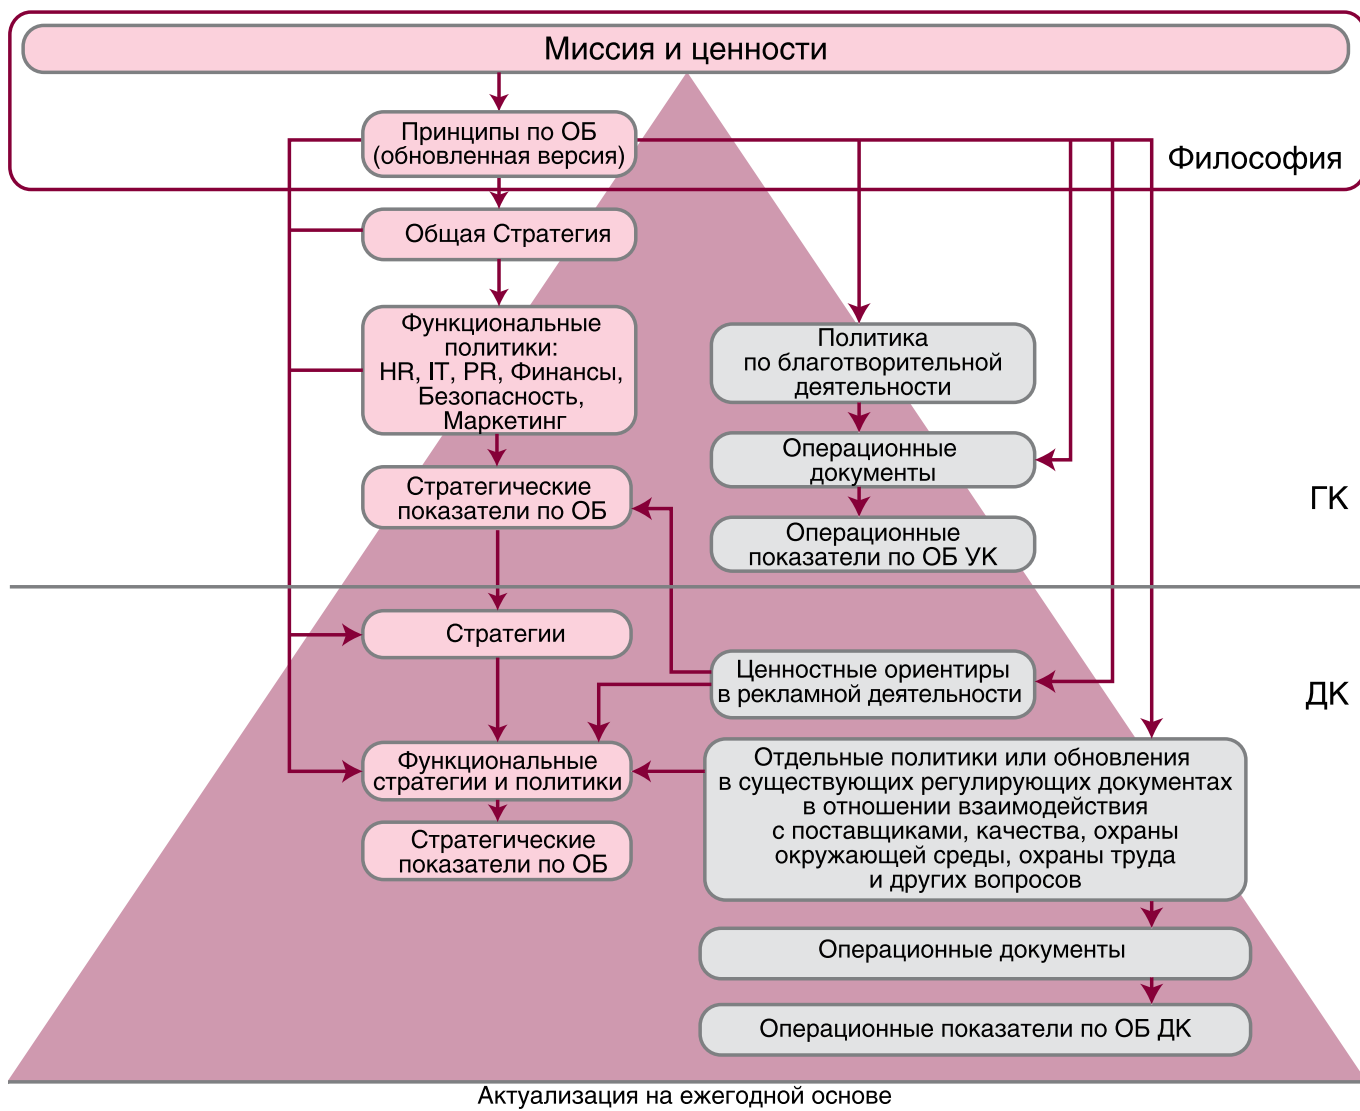 Миссия и ценности
Принципы по ОБ
(обновленная версия)
Философия
Общая Стратегия
Функциональные
политики:
HR, IT, PR, Финансы,
Безопасность,
Маркетинг
Политика
по благотворительной
деятельности
Операционные
документы
Стратегические
показатели по ОБ
Операционные
показатели по ОБ УК
ГК
Стратегии
Ценностные ориентиры
в рекламной деятельности
ДК
Функциональные
стратегии и политики
Отдельные политики или обновления
в существующих регулирующих документах
в отношении взаимодействия
с поставщиками, качества, охраны
окружающей среды, охраны труда
и других вопросов
Стратегические
показатели по ОБ
Операционные документы
Операционные показатели по ОБ ДК
Актуализация на ежегодной основе